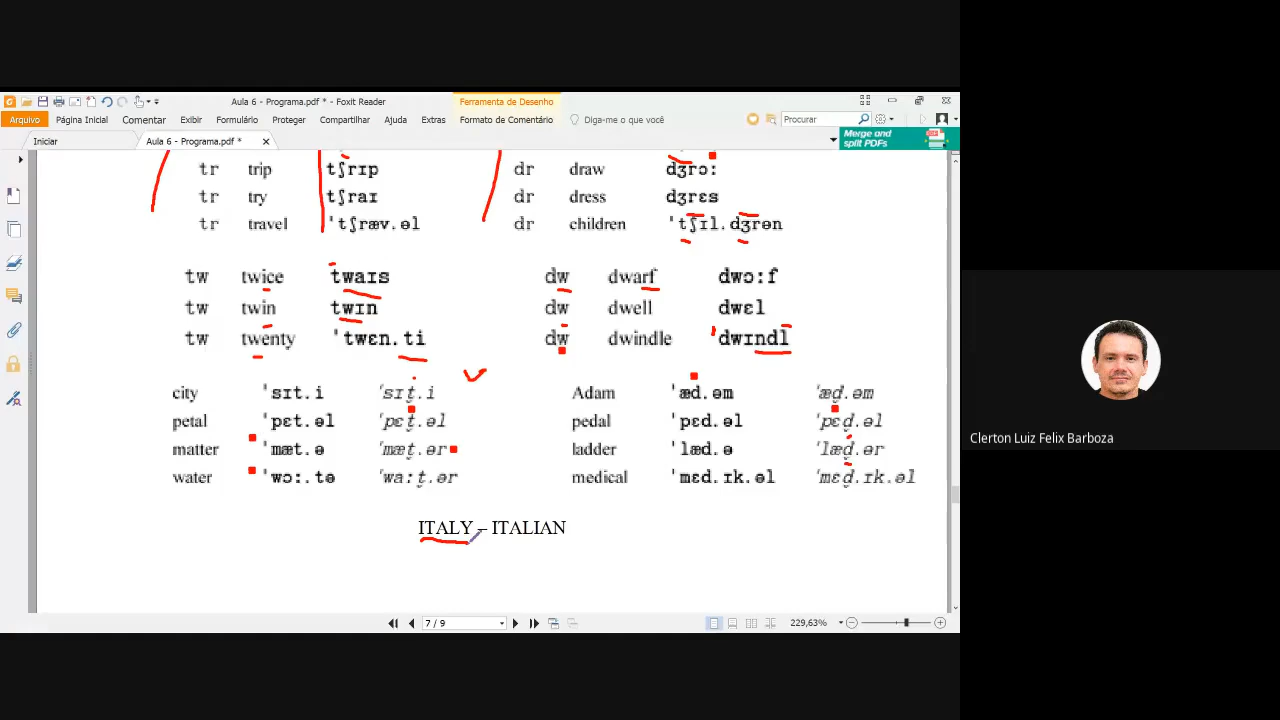 Aula 6 - Programa.pdf * - Foxit Reader
Ferramenta de Desenho
Arquivo Página Inicial Comentar Exibir Formulário Proteger Compartilhar Ajuda Extras Formato de Comentário Diga-me o que você Procurar
Iniciar Aula 6 - Programa.pdf * Merge and
split PDFs
tr trip tʃrɪp dr draw dʒrɔː
tr try tʃraɪ dr dress dʒrɛs
tr travel ˈtʃræv.əl dr children ˈtʃɪl.dʒrən
tw twice twaɪs dw dwarf dwɔːf
tw twin twɪn dw dwell dwɛl
tw twenty ˈtwɛn.ti dw dwindle ˈdwɪndl
city ˈsɪt.i ˈsɪt̬.i Adam ˈæd.əm ˈæd̬.əm
petal ˈpɛt.əl ˈpɛt̬.əl pedal ˈpɛd.əl ˈpɛd̬.əl
matter ˈmæt.ə ˈmæt̬.ər ladder ˈlæd.ə ˈlæd̬.ər
water ˈwɔː.tə ˈwaː.t̬.ər medical ˈmɛd.ɪk.əl ˈmɛd̬.ɪk.əl
Clerton Luiz Felix Barboza
ITALY – ITALIAN
7 / 9 229,63%